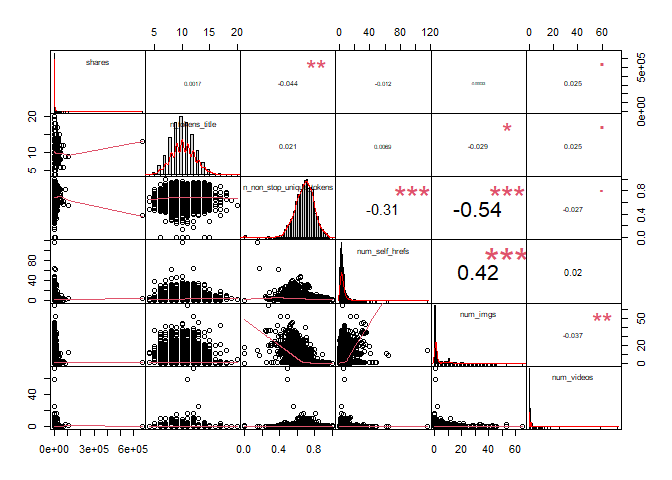 5 10 15 20 0 40 80 120 0 20 40 60
shares ** ▪
0.0017 -0.044 -0.012 0.025
0e+00 5e+05
n_tokens_title * ▪
0.021 0.0069 -0.029 0.025
5 10 20
n_non_stop_unique_tokens *** *** ▪
-0.31 -0.54 -0.027
0.0 0.4 0.8
num_self_hrefs ***
0.42 0.02
0 40 80
num_imgs **
-0.037
0 20 50
num_videos
0 40
0e+00 3e+05 6e+05 0.0 0.4 0.8 0 20 40 60